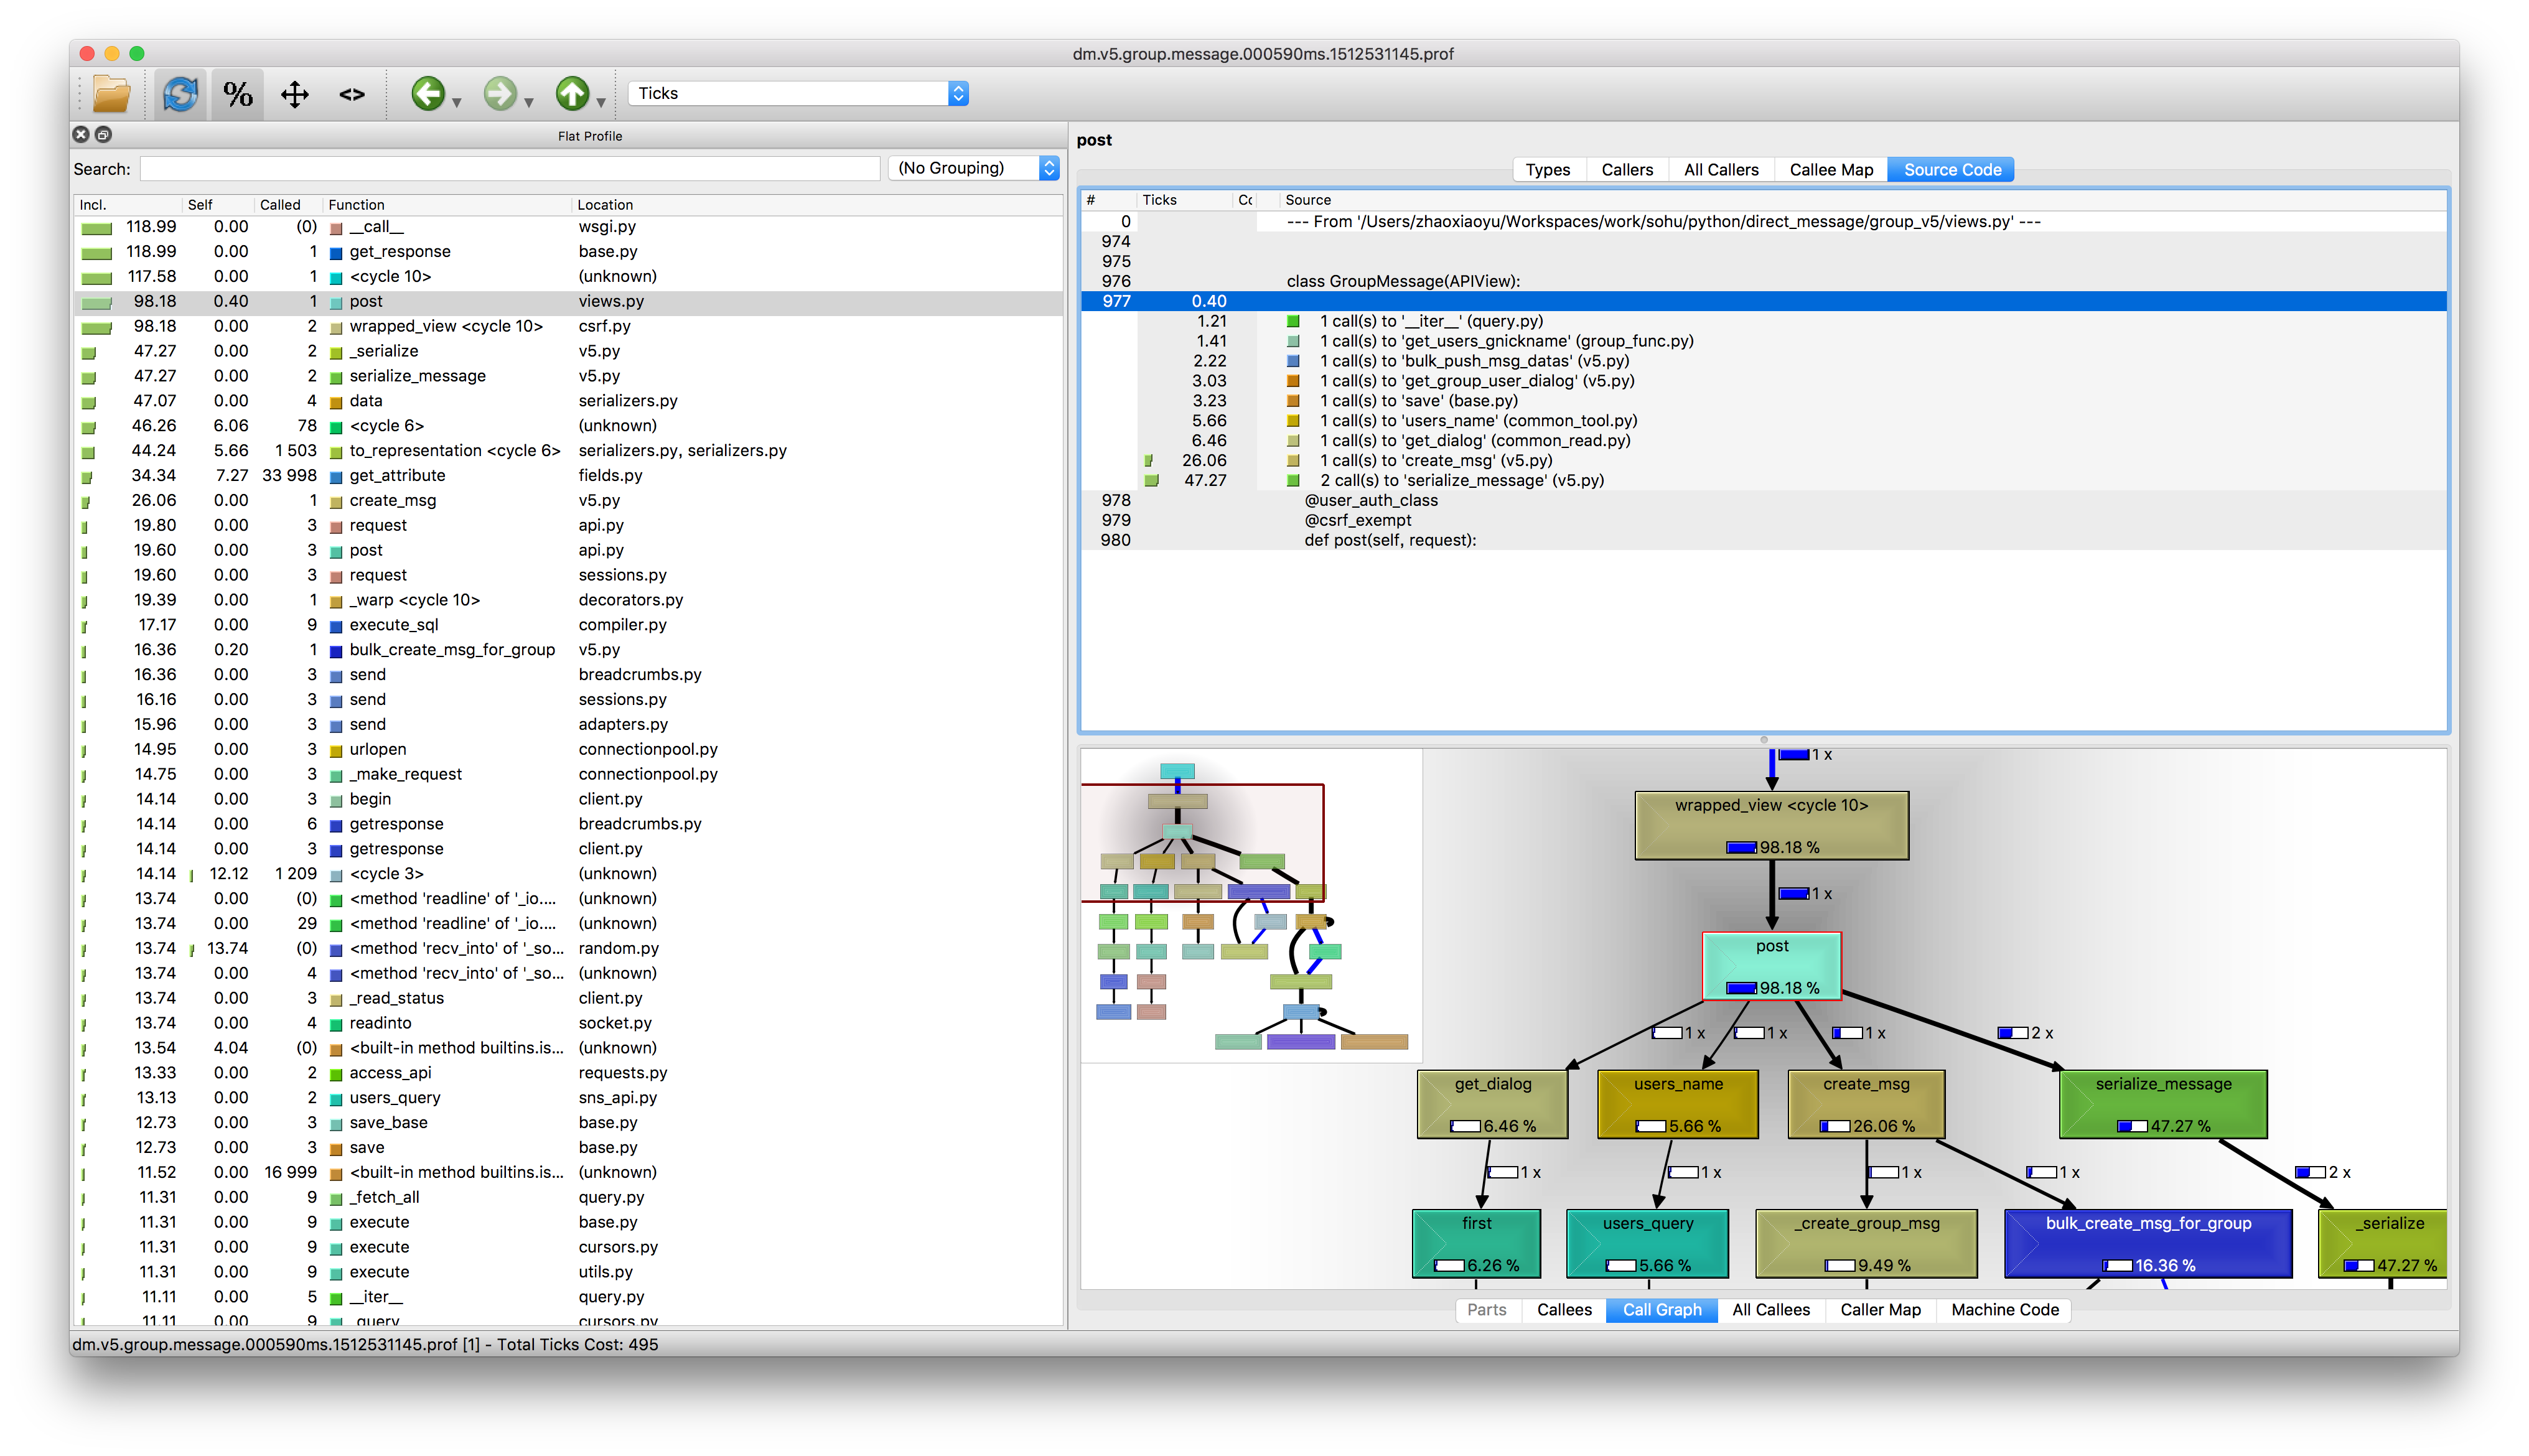 dm.v5.group.message.000590ms.1512531145.prof
% <> Ticks
Flat Profile
Search: (No Grouping)
Incl. Self Called Function Location
118.99 0.00 (0) __call__ wsgi.py
118.99 0.00 1 get_response base.py
117.58 0.00 1 <cycle 10> (unknown)
98.18 0.40 1 post views.py
98.18 0.00 2 wrapped_view <cycle 10> csrf.py
47.27 0.00 2 _serialize v5.py
47.27 0.00 2 serialize_message v5.py
47.07 0.00 4 data serializers.py
46.26 6.06 78 <cycle 6> (unknown)
44.24 5.66 1 503 to_representation <cycle 6> serializers.py, serializers.py
34.34 7.27 33 998 get_attribute fields.py
26.06 0.00 1 create_msg v5.py
19.80 0.00 3 request api.py
19.60 0.00 3 post api.py
19.60 0.00 3 request sessions.py
19.39 0.00 1 _warp <cycle 10> decorators.py
17.17 0.00 9 execute_sql compiler.py
16.36 0.20 1 bulk_create_msg_for_group v5.py
16.36 0.00 3 send breadcrumbs.py
16.16 0.00 3 send sessions.py
15.96 0.00 3 send adapters.py
14.95 0.00 3 urlopen connectionpool.py
14.75 0.00 3 _make_request connectionpool.py
14.14 0.00 3 begin client.py
14.14 0.00 6 getresponse breadcrumbs.py
14.14 0.00 3 getresponse client.py
14.14 12.12 1 209 <cycle 3> (unknown)
13.74 0.00 (0) <method 'readline' of '_io.... (unknown)
13.74 0.00 29 <method 'readline' of '_io.... (unknown)
13.74 13.74 (0) <method 'recv_into' of '_so... random.py
13.74 0.00 4 <method 'recv_into' of '_so... (unknown)
13.74 0.00 3 _read_status client.py
13.74 0.00 4 readinto socket.py
13.54 4.04 (0) <built-in method builtins.is... (unknown)
13.33 0.00 2 access_api requests.py
13.13 0.00 2 users_query sns_api.py
12.73 0.00 3 save_base base.py
12.73 0.00 3 save base.py
11.52 0.00 16 999 <built-in method builtins.is... (unknown)
11.31 0.00 9 _fetch_all query.py
11.31 0.00 9 execute base.py
11.31 0.00 9 execute cursors.py
11.31 0.00 9 execute utils.py
11.11 0.00 5 __iter__ query.py
11.11 0.00 9 _query cursors.py
post
Types Callers All Callers Callee Map Source Code
# Ticks Source
0 --- From '/Users/zhaoxiaoyu/Workspaces/work/sohu/python/direct_message/group_v5/views.py' ---
974
975
976 class GroupMessage(APIView):
977 0.40
1.21 1 call(s) to '__iter__' (query.py)
1.41 1 call(s) to 'get_users_gnickname' (group_func.py)
2.22 1 call(s) to 'bulk_push_msg_datas' (v5.py)
3.03 1 call(s) to 'get_group_user_dialog' (v5.py)
3.23 1 call(s) to 'save' (base.py)
5.66 1 call(s) to 'users_name' (common_tool.py)
6.46 1 call(s) to 'get_dialog' (common_read.py)
26.06 1 call(s) to 'create_msg' (v5.py)
47.27 2 call(s) to 'serialize_message' (v5.py)
978 @user_auth_class
979 @csrf_exempt
980 def post(self, request):
1 x
wrapped_view <cycle 10>
98.18 %
1 x
post
98.18 %
1 x 1 x 1 x 2 x
get_dialog users_name create_msg serialize_message
6.46 % 5.66 % 26.06 % 47.27 %
1 x 1 x 1 x 1 x 2 x
first users_query _create_group_msg bulk_create_msg_for_group _serialize
6.26 % 5.66 % 9.49 % 16.36 % 47.27 %
Parts Callees Call Graph All Callees Caller Map Machine Code
dm.v5.group.message.000590ms.1512531145.prof [1] - Total Ticks Cost: 495